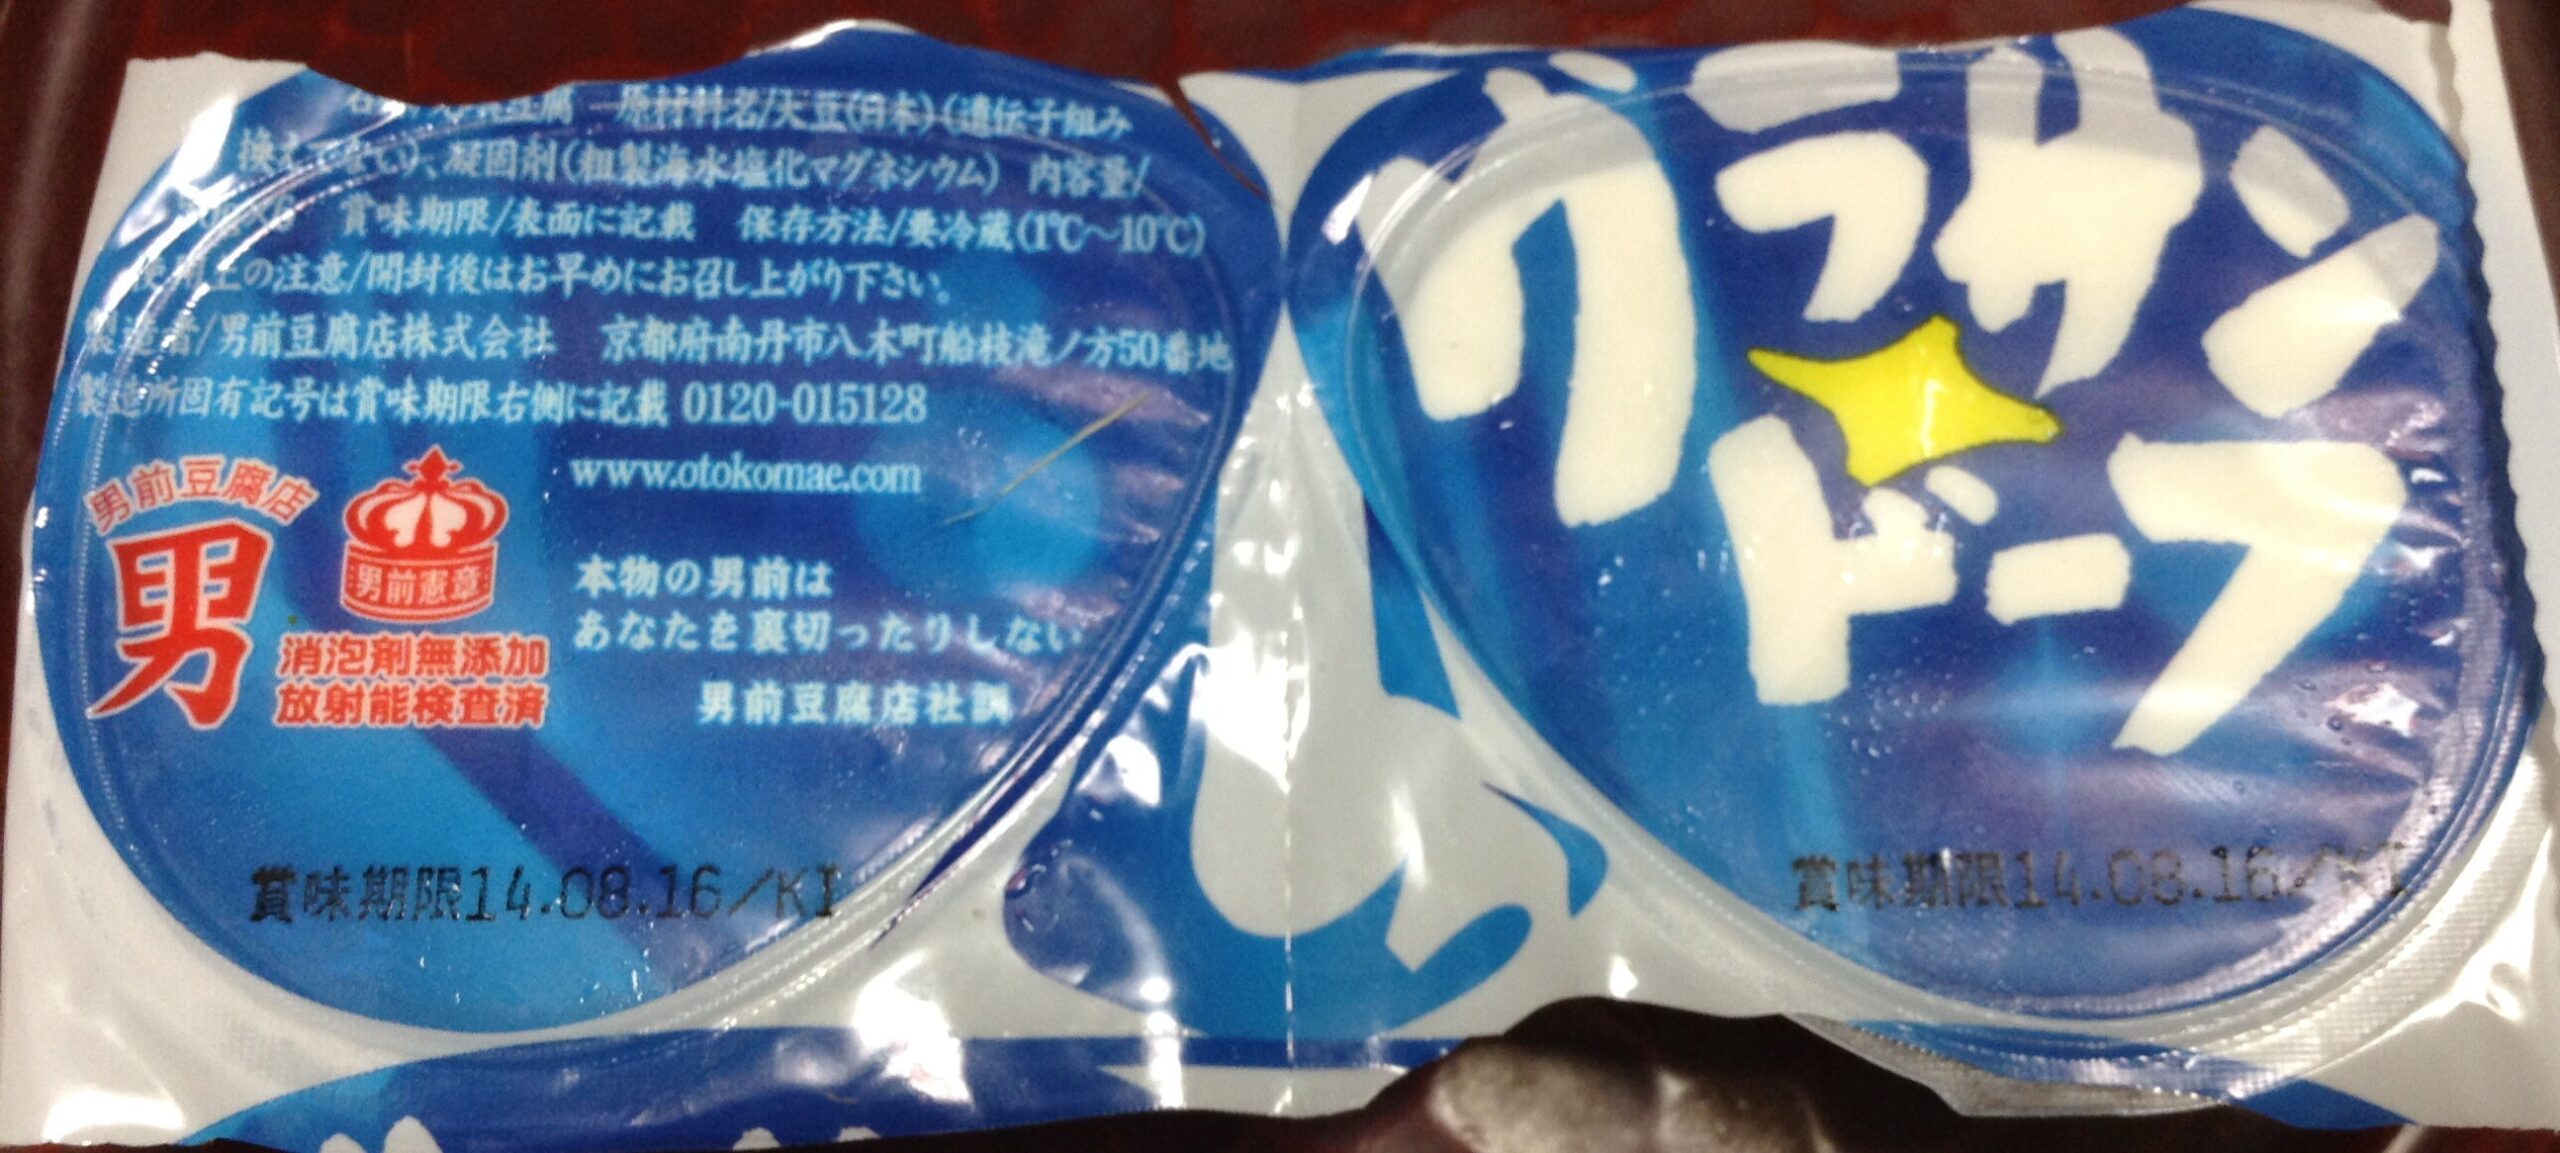 豆腐 原材料名/大豆(日本)(遺伝子組み
換えでない)、凝固剤(粗製海水塩化マグネシウム) 内容量/
賞味期限/表面に記載 保存方法/要冷蔵(1℃～10℃)
使用上の注意/開封後はお早めにお召し上がり下さい。
製造者/男前豆腐店株式会社 京都府南丹市八木町船枝滝ノ方50番地
製造所固有記号は賞味期限右側に記載 0120-015128
www.otokomae.com
男前豆腐店
男
男前憲章
消泡剤無添加
放射能検査済
本物の男前は
あなたを裏切ったりしない
男前豆腐店社訓
賞味期限14.08.16/KI
グラサン
ドーフ
賞味期限14.08.16/KI